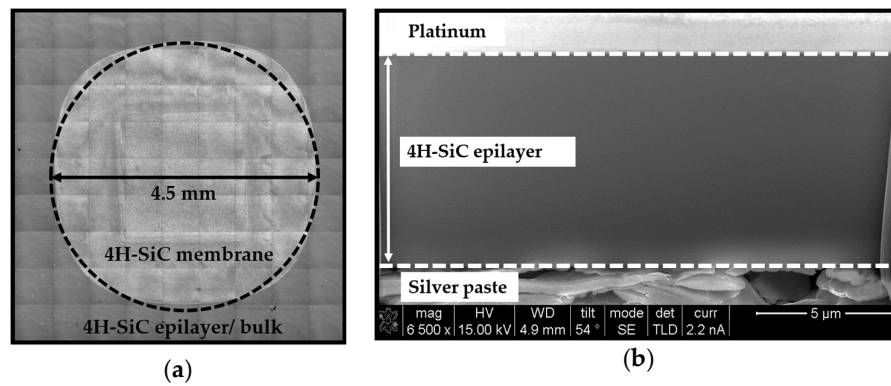 4.5 mm
4H-SiC membrane
4H-SiC epilayer/ bulk
(a)
Platinum
4H-SiC epilayer
Silver paste
mag HV WD tilt mode det curr
6 500 x 15.00 kV 4.9 mm 54 ° SE TLD 2.2 nA
5 µm
(b)